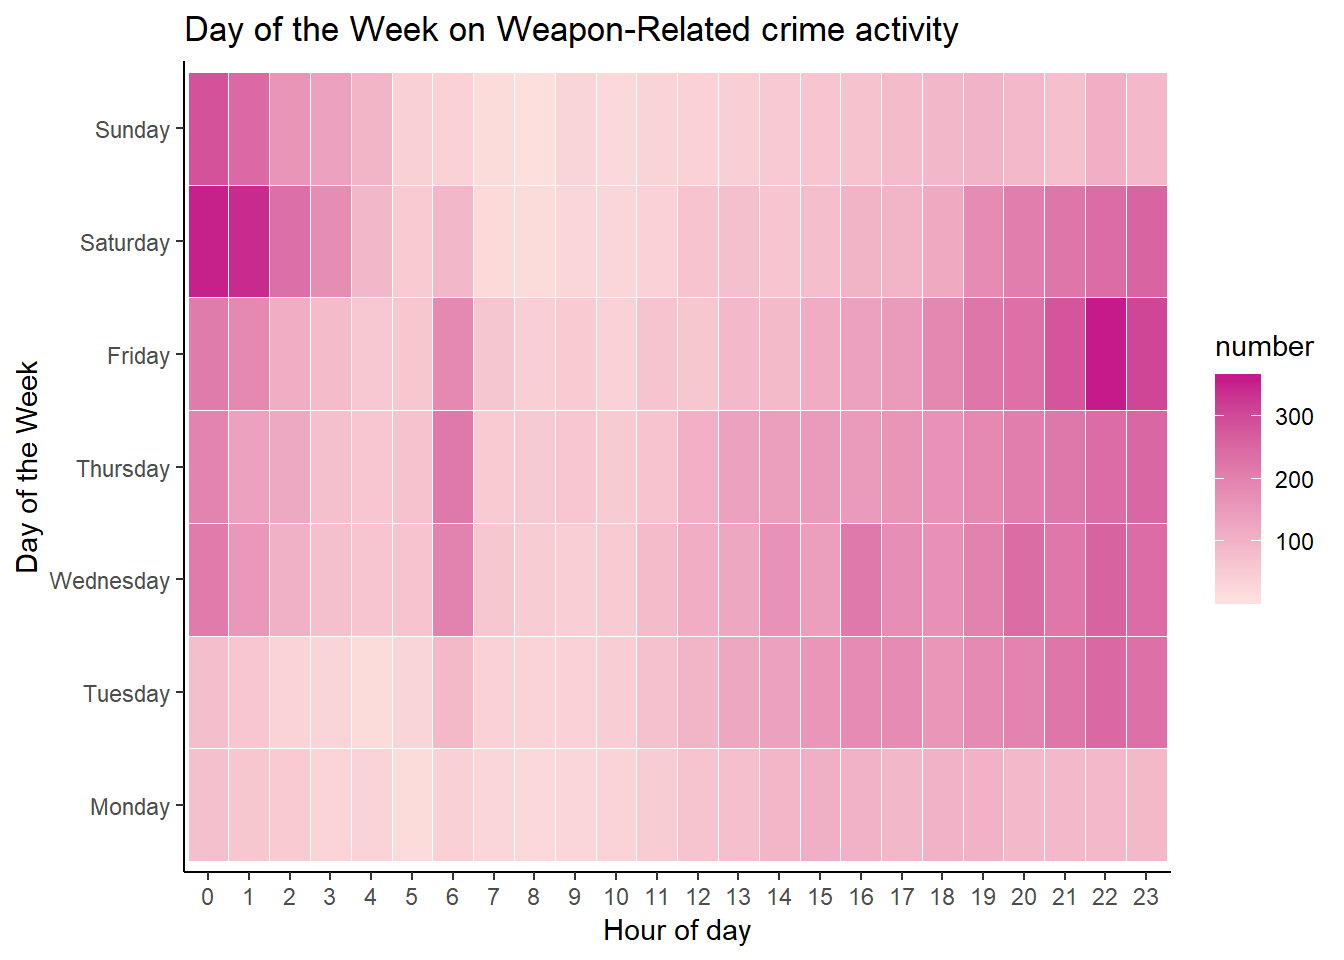 Day of the Week on Weapon-Related crime activity
Day of the Week
Sunday
Saturday
Friday
Thursday
Wednesday
Tuesday
Monday
0 1 2 3 4 5 6 7 8 9 10 11 12 13 14 15 16 17 18 19 20 21 22 23
Hour of day
number
300
200
100